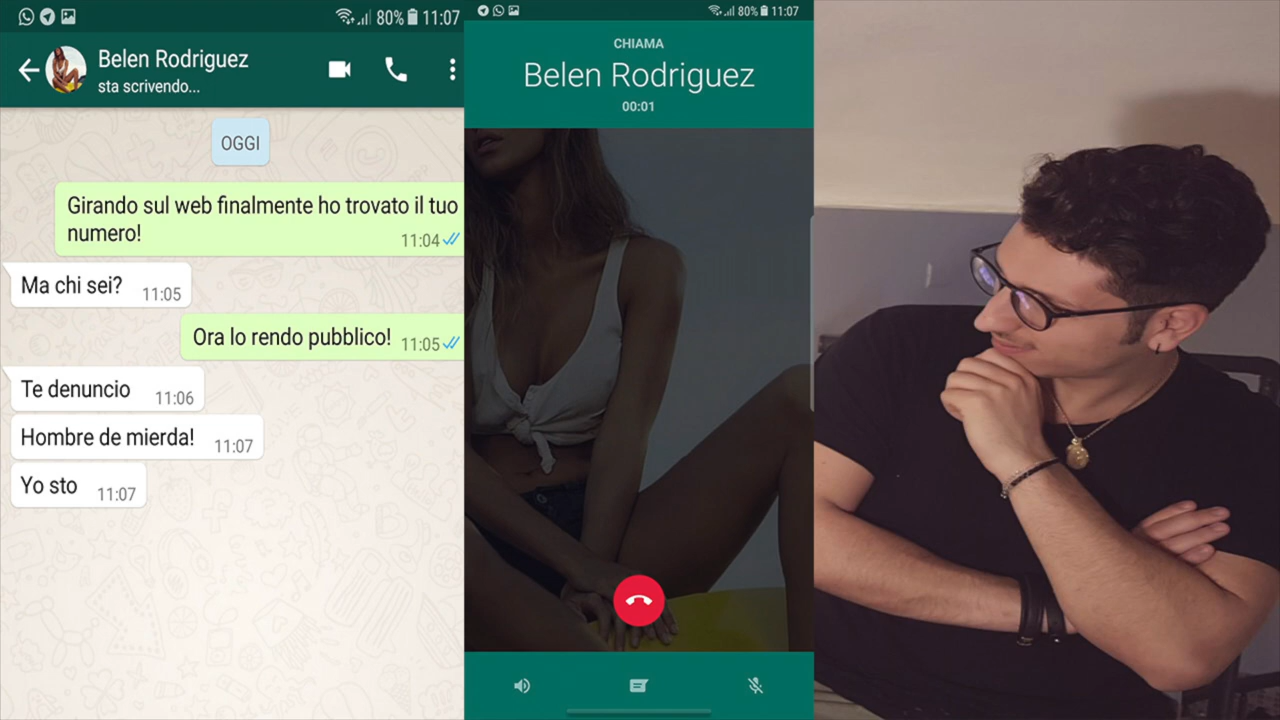 80% 11:07
Belen Rodriguez
sta scrivendo...
OGGI
Girando sul web finalmente ho trovato il tuo
numero!
11:04
Ma chi sei? 11:05
Ora lo rendo pubblico! 11:05
Te denuncio 11:06
Hombre de mierda! 11:07
Yo sto 11:07
80% 11:07
CHIAMA
Belen Rodriguez
00:01